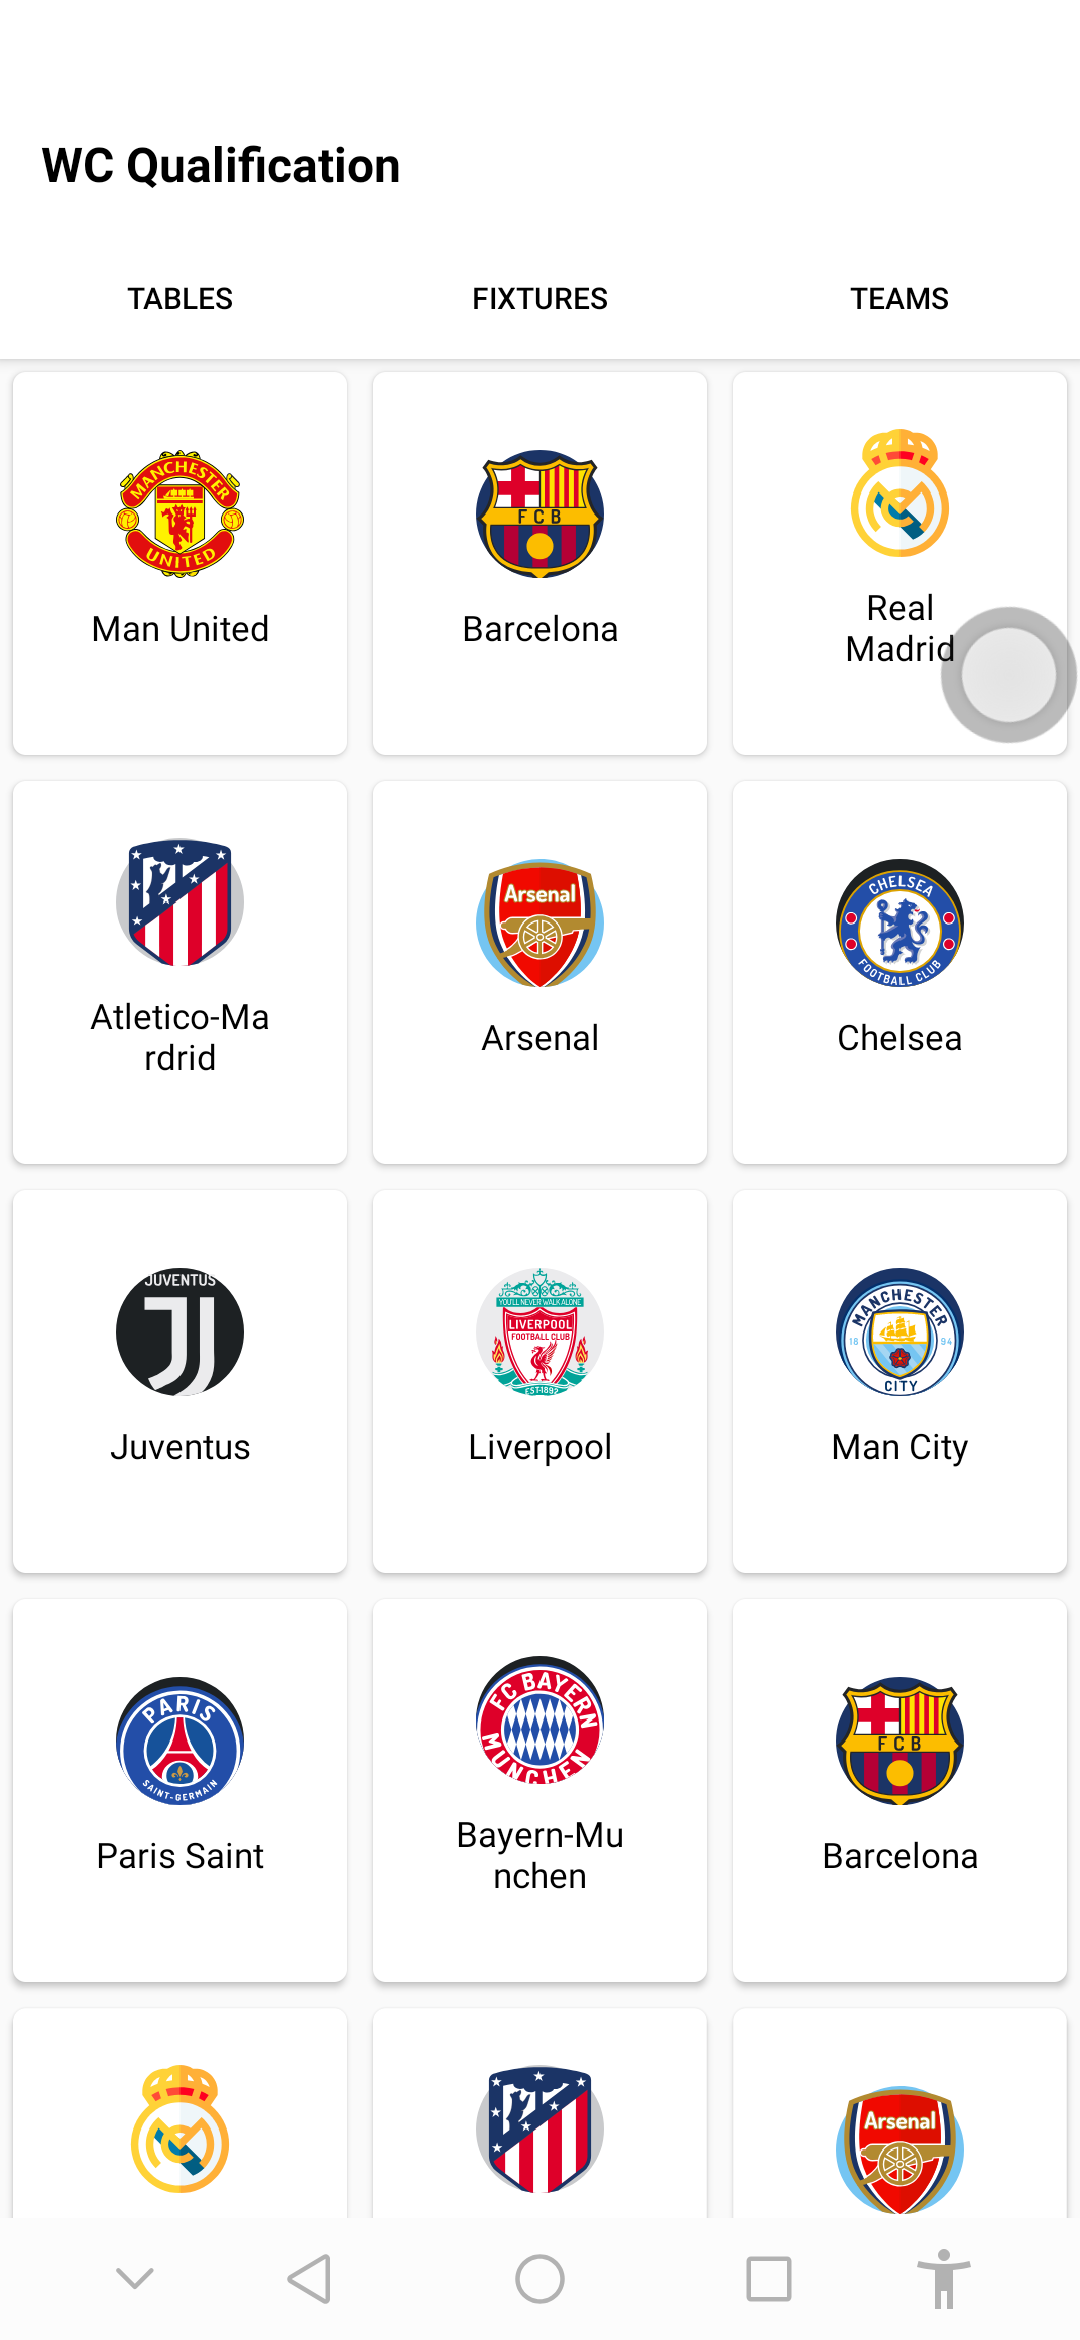 WC Qualification
TABLES FIXTURES TEAMS
MANCHESTER
UNITED
Man United
FCB
Barcelona
Real
Madrid
Atletico-Ma
rdrid
Arsenal
Arsenal
CHELSEA
FOOTBALL CLUB
Chelsea
JUVENTUS
Juventus
YOU'LL NEVER WALK ALONE
LIVERPOOL
FOOTBALL CLUB
EST·1892
Liverpool
MANCHESTER
18 94
CITY
Man City
PARIS
SAINT-GERMAIN
Paris Saint
FC BAYERN
MUNCHEN
Bayern-Mu
nchen
FCB
Barcelona
Arsenal